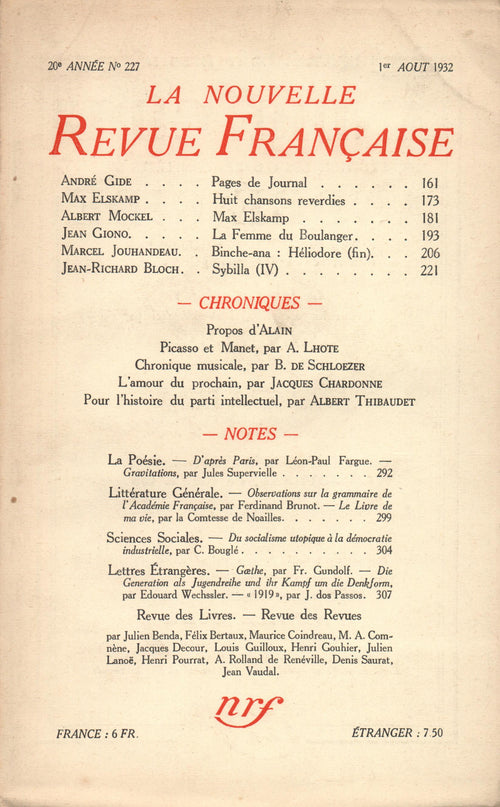 20e ANNÉE No 227 1er AOUT 1932
LA NOUVELLE
REVUE FRANÇAISE
ANDRÉ GIDE . . . . Pages de Journal . . . . . . 161
MAX ELSKAMP . . . . Huit chansons reverdies . . . . 173
ALBERT MOCKEL . . . Max Elskamp . . . . . . 181
JEAN GIONO. . . . . La Femme du Boulanger. . . . 193
MARCEL JOUHANDEAU. . Binche-ana : Héliodore (fin). . . 206
JEAN-RICHARD BLOCH. . Sybilla (IV) . . . . . . . . 221
— CHRONIQUES —
Propos d'ALAIN
Picasso et Manet, par A. LHOTE
Chronique musicale, par B. DE SCHLOEZER
L'amour du prochain, par JACQUES CHARDONNE
Pour l'histoire du parti intellectuel, par ALBERT THIBAUDET
— NOTES —
La Poésie. — D'après Paris, par Léon-Paul Fargue. —
Gravitations, par Jules Supervielle . . . . . . . . 292
Littérature Générale. — Observations sur la grammaire de
l'Académie Française, par Ferdinand Brunot. — Le Livre de
ma vie, par la Comtesse de Noailles. . . . . . . . . 299
Sciences Sociales. — Du socialisme utopique à la démocratie
industrielle, par C. Bouglé . . . . . . . . . . 304
Lettres Étrangères. — Gœthe, par Fr. Gundolf. — Die
Generation als Jugendreihe und ihr Kampf um die Denkform,
par Edouard Wechssler. — « 1919 », par J. dos Passos. 307
Revue des Livres. — Revue des Revues
par Julien Benda, Félix Bertaux, Maurice Coindreau, M. A. Com-
nène, Jacques Decour, Louis Guilloux, Henri Gouhier, Julien
Lanoë, Henri Pourrat, A. Rolland de Renéville, Denis Saurat,
Jean Vaudal.
nrf
FRANCE : 6 FR. ÉTRANGER : 7.50